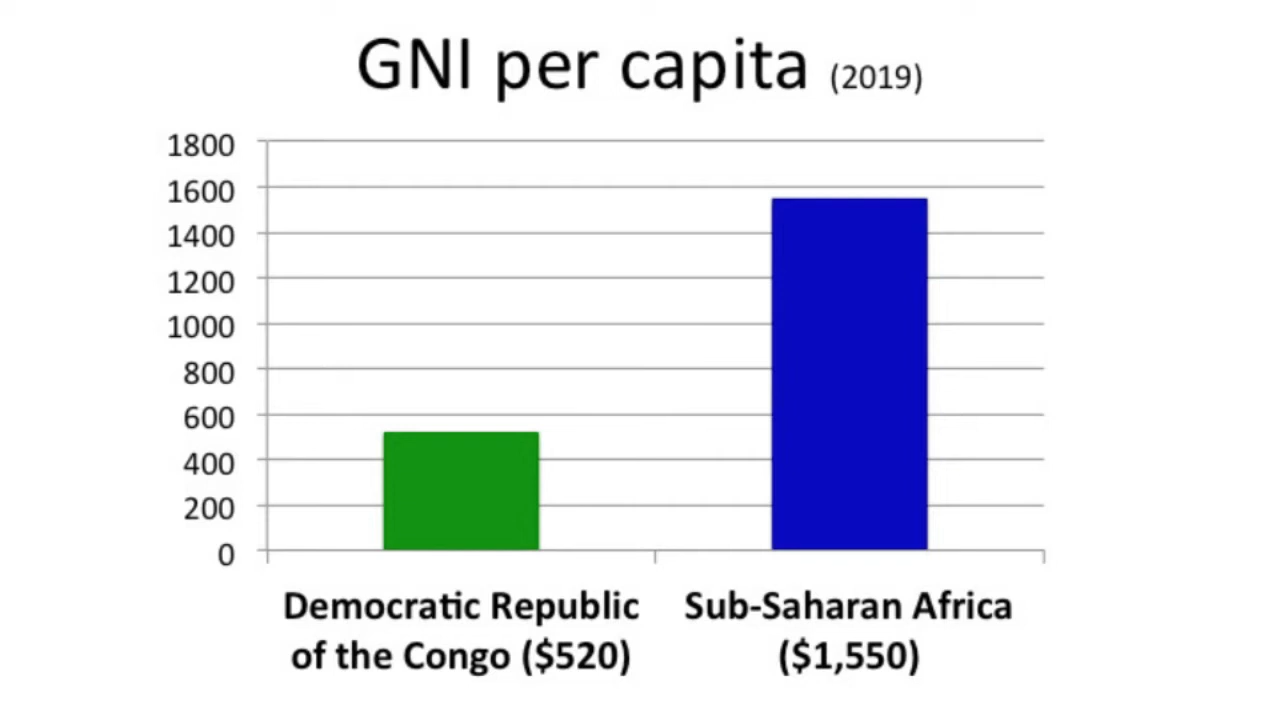 GNI per capita (2019)
1800
1600
1400
1200
1000
800
600
400
200
0
Democratic Republic
of the Congo ($520)
Sub-Saharan Africa
($1,550)